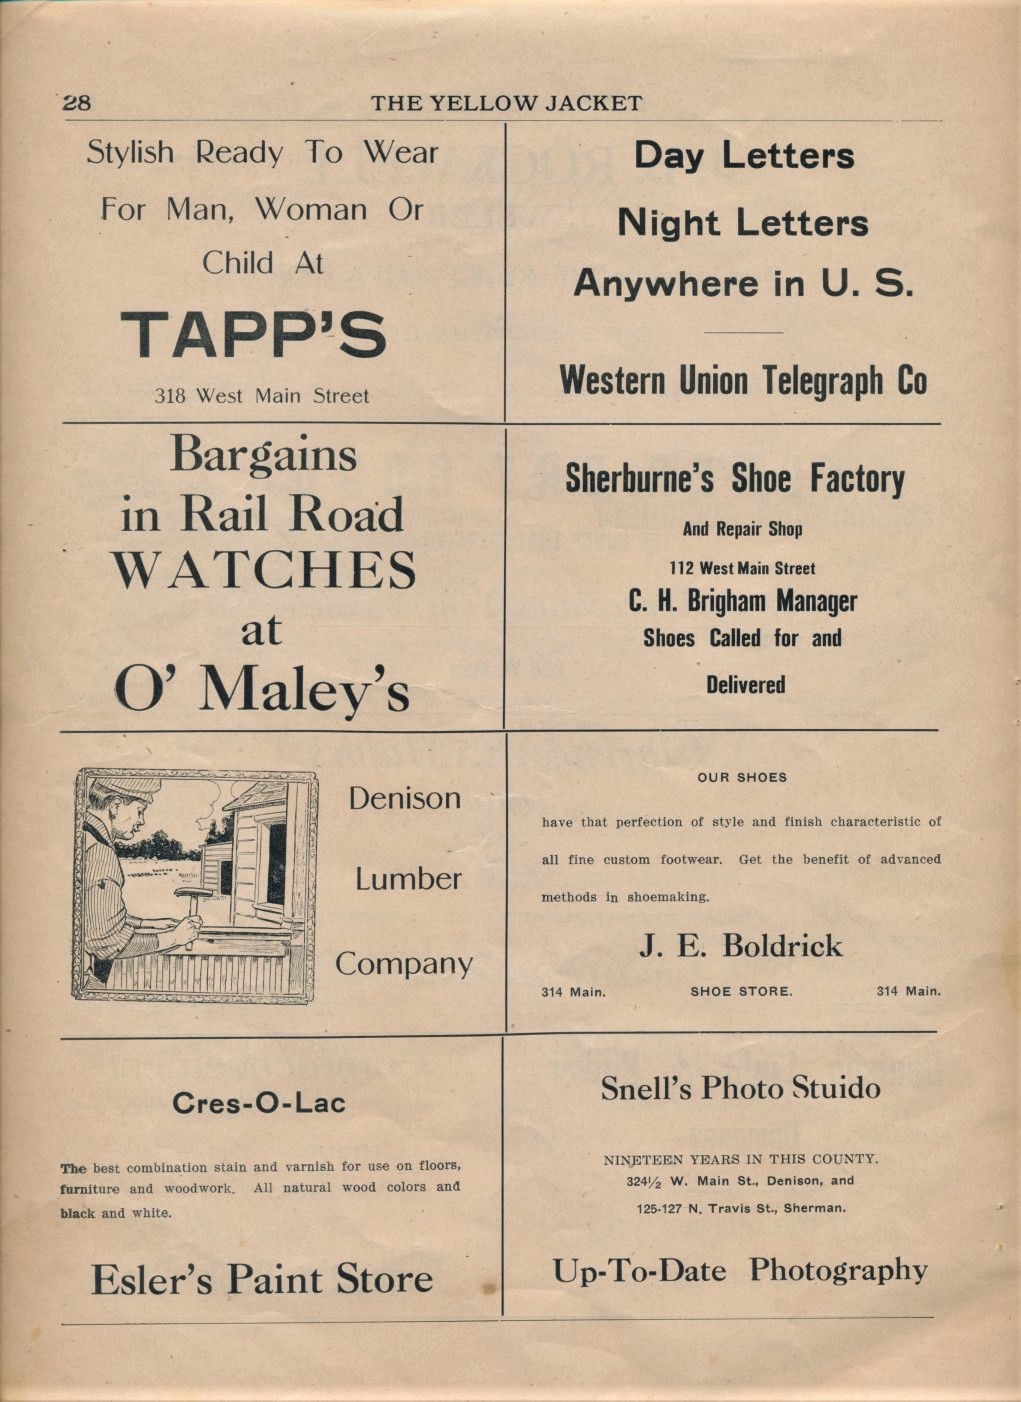 28
THE YELLOW JACKET
Stylish Ready To Wear
For Man, Woman Or
Child At
TAPP'S
318 West Main Street
Day Letters
Night Letters
Anywhere in U. S.
Western Union Telegraph Co
Bargains
in Rail Road
WATCHES
at
O' Maley's
Sherburne's Shoe Factory
And Repair Shop
112 West Main Street
C. H. Brigham Manager
Shoes Called for and
Delivered
Denison
Lumber
Company
OUR SHOES
have that perfection of style and finish characteristic of
all fine custom footwear. Get the benefit of advanced
methods in shoemaking.
J. E. Boldrick
314 Main. SHOE STORE. 314 Main.
Cres-O-Lac
The best combination stain and varnish for use on floors,
furniture and woodwork. All natural wood colors and
black and white.
Esler's Paint Store
Snell's Photo Stuido
NINETEEN YEARS IN THIS COUNTY.
324½ W. Main St., Denison, and
125-127 N. Travis St., Sherman.
Up-To-Date Photography